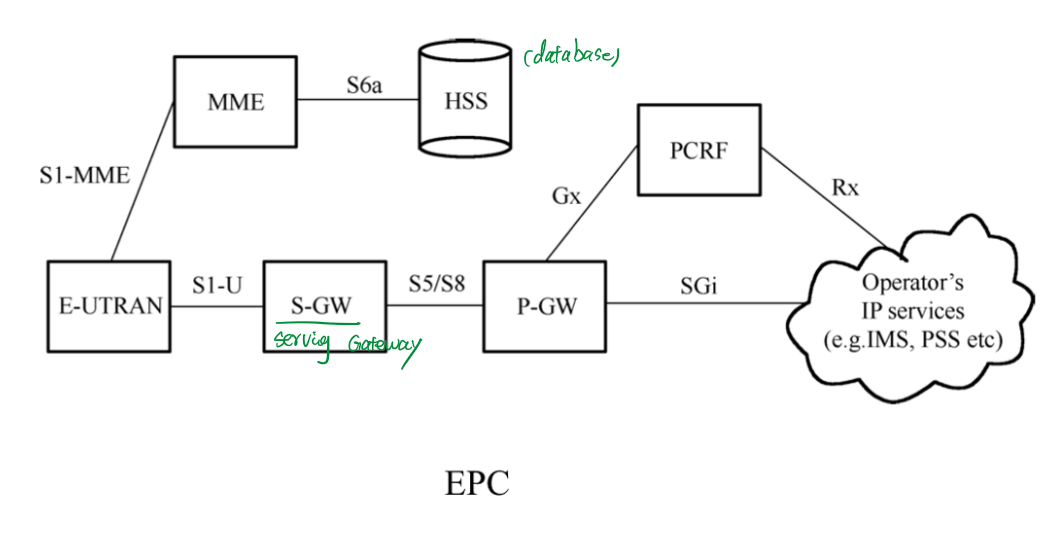 (database)
MME
S6a
HSS
PCRF
S1-MME
Gx
Rx
E-UTRAN
S1-U
S-GW
S5/S8
P-GW
SGi
Operator's
IP services
(e.g.IMS, PSS etc)
servig Gateway
EPC